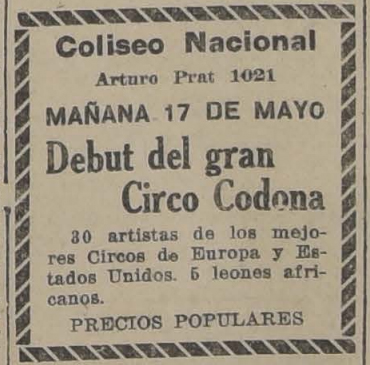 Coliseo Nacional
Arturo Prat 1021
MAÑANA 17 DE MAYO
Debut del gran
Circo Codona
30 artistas de los mejo-
res Circos de Europa y Es-
tados Unidos. 5 leones afri-
canos.
PRECIOS POPULARES